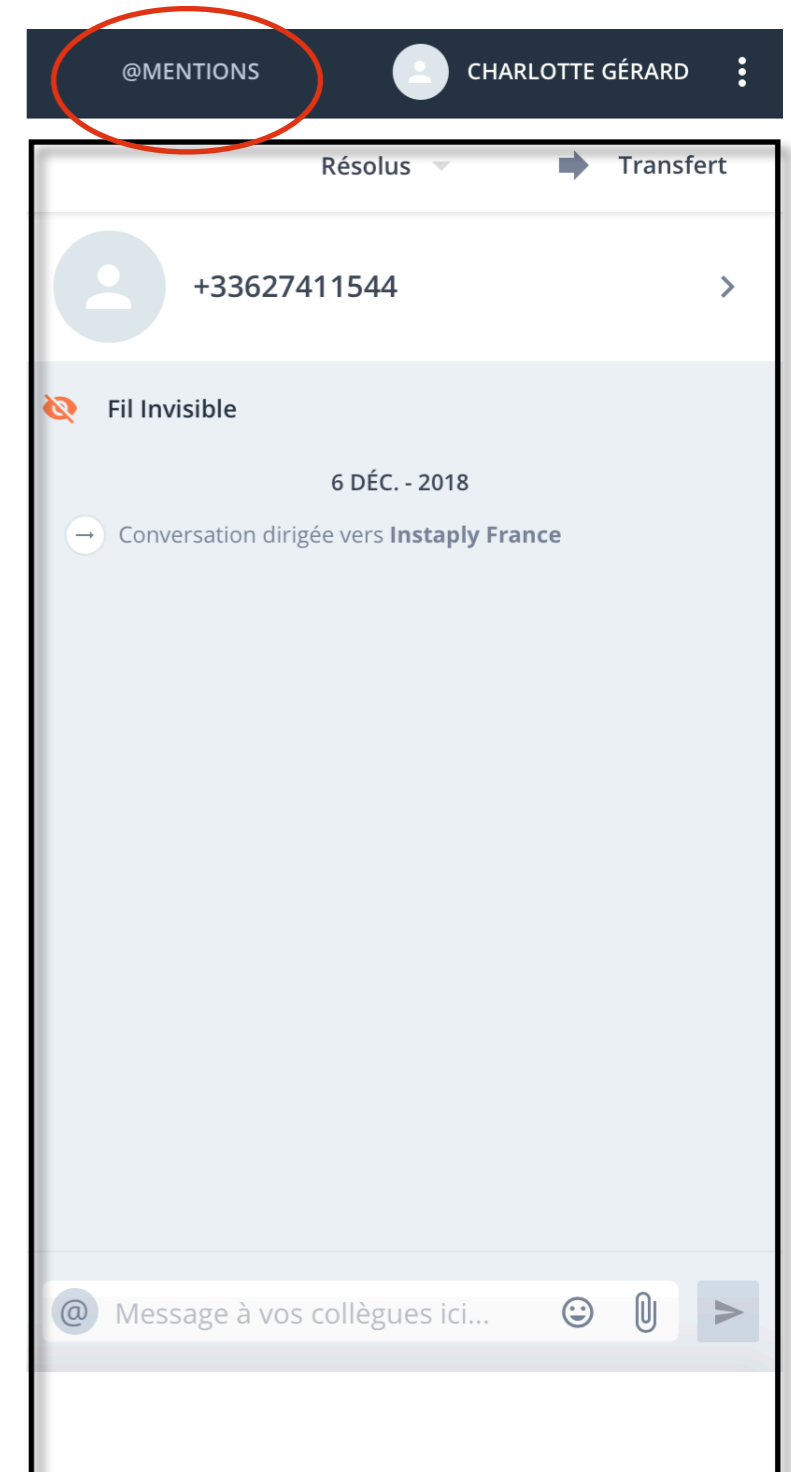 @MENTIONS CHARLOTTE GÉRARD
Résolus Transfert
+33627411544
Fil Invisible
6 DÉC. - 2018
Conversation dirigée vers Instaply France
@ Message à vos collègues ici...